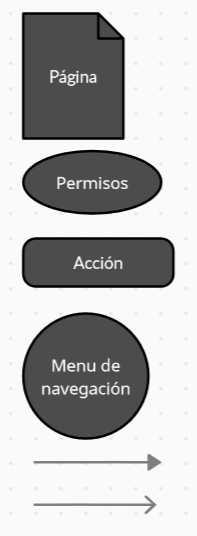 Página
Permisos
Acción
Menu de
navegación